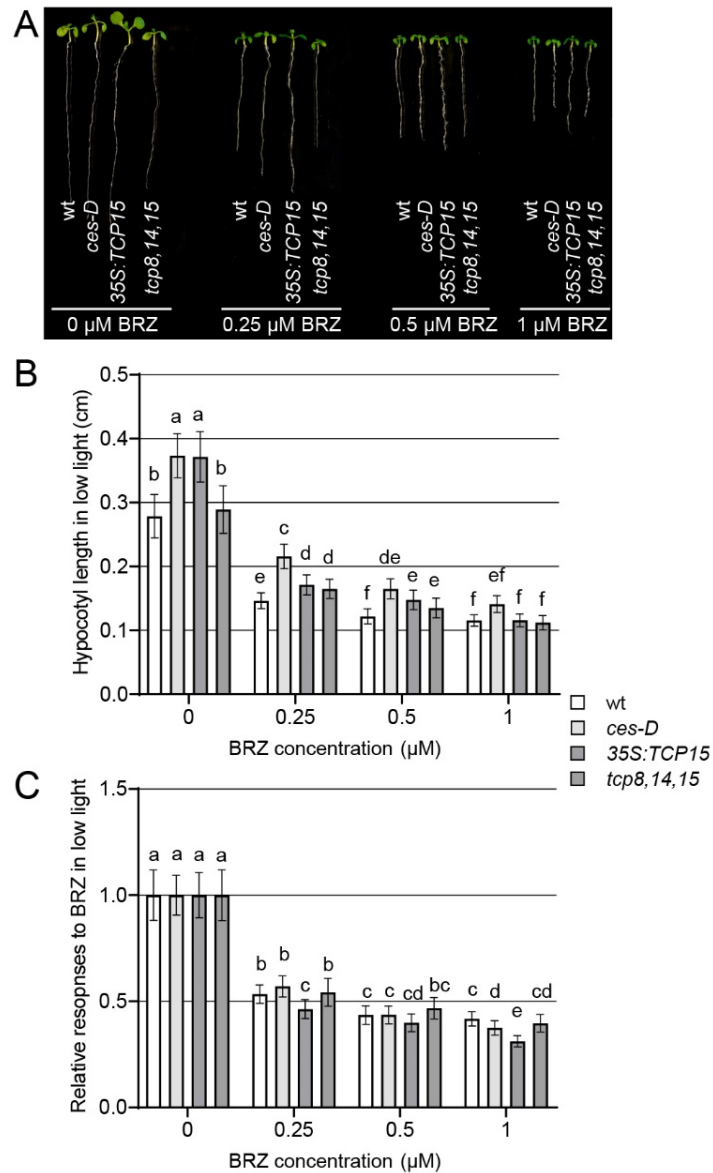 A
wt
ces-D
35S:TCP15
tcp8,14,15
wt
ces-D
35S:TCP15
tcp8,14,15
wt
ces-D
35S:TCP15
tcp8,14,15
wt
ces-D
35S:TCP15
tcp8,14,15
0 µM BRZ
0.25 µM BRZ
0.5 µM BRZ
1 µM BRZ
B
Hypocotyl length in low light (cm)
0.5
0.4
0.3
0.2
0.1
0.0
b a a b
e c d d
f de e e
f ef f f
0 0.25 0.5 1
BRZ concentration (µM)
wt
ces-D
35S:TCP15
tcp8,14,15
C
Relative resopnses to BRZ in low light
1.5
1.0
0.5
0.0
a a a a
b b c b
c c cd bc
c d e cd
0 0.25 0.5 1
BRZ concentration (µM)